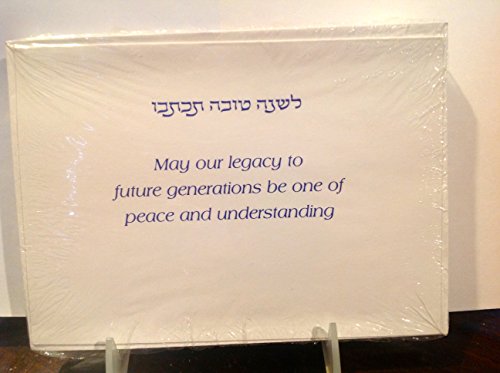 לשנה טובה תכתבו
May our legacy to
future generations be one of
peace and understanding